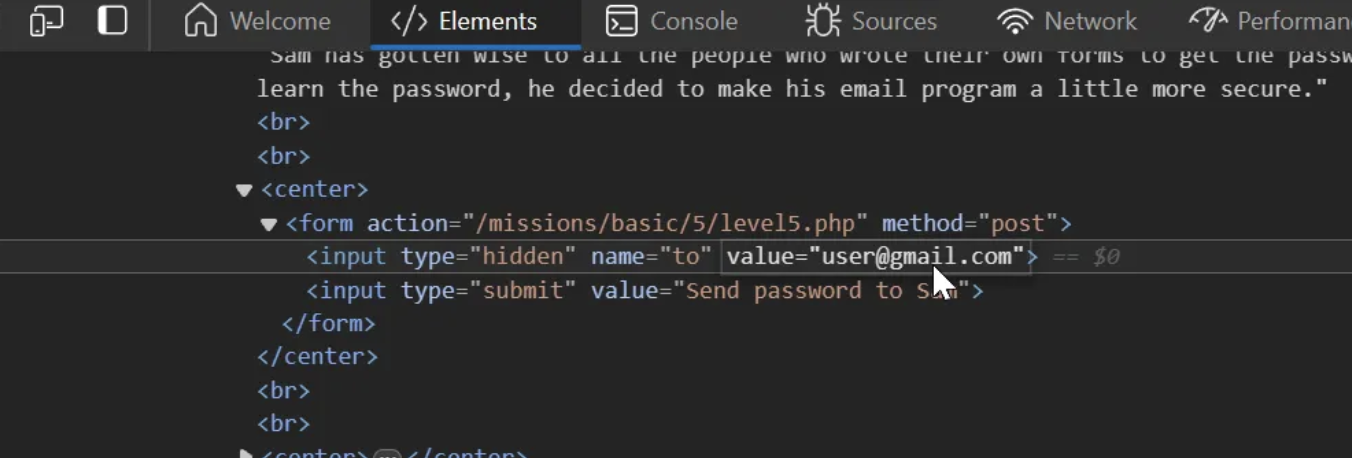 Welcome Elements Console Sources Network Performan
Sam has gotten wise to all the people who wrote their own forms to get the passw
learn the password, he decided to make his email program a little more secure."
<br>
<br>
<center>
<form action="/missions/basic/5/level5.php" method="post">
<input type="hidden" name="to" value="user@gmail.com"> == $0
<input type="submit" value="Send password to Sam">
</form>
</center>
<br>
<br>
<center>…</center>